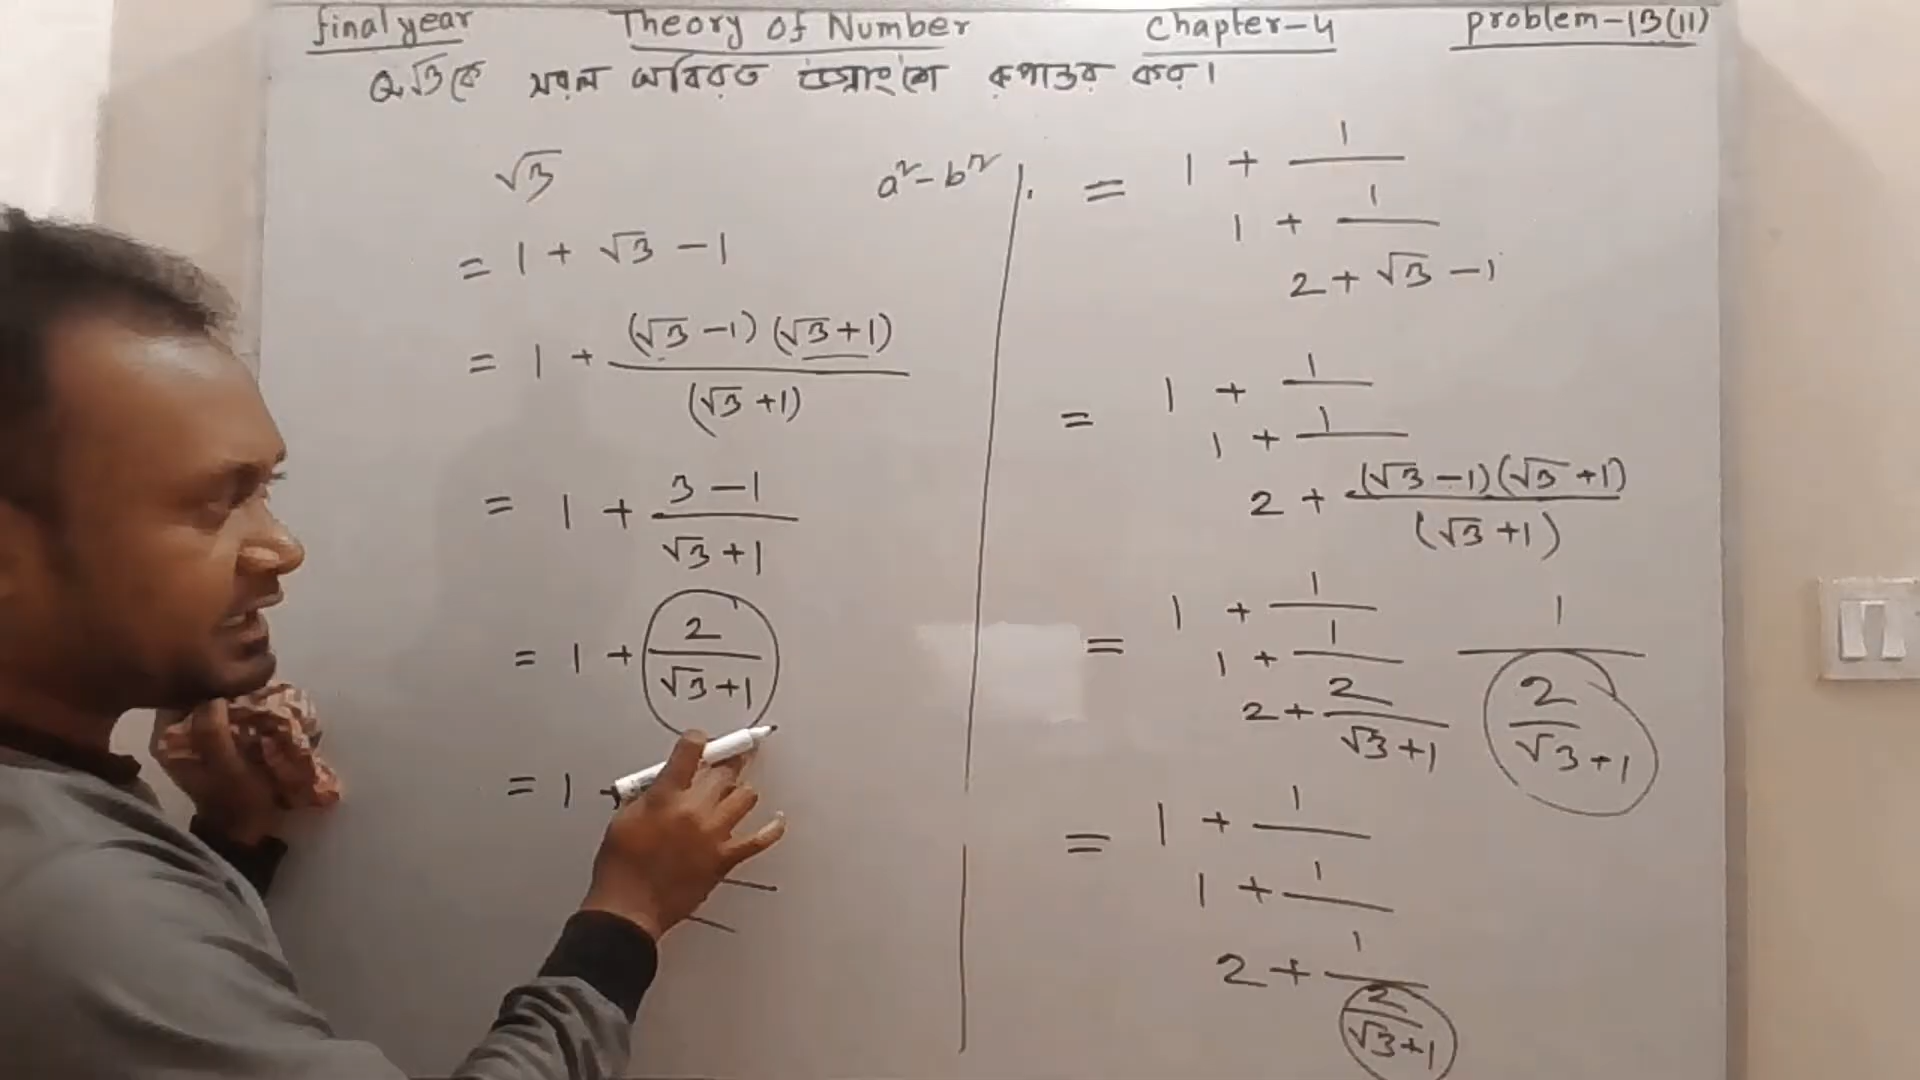 final year Theory of Number Chapter-4 problem-13(11)
Q √3 কে সরল অবিরত ভগ্নাংশে রূপান্তর কর।
√3
a² - b²
= 1 + √3 - 1
= 1 + (√3 - 1) (√3 + 1)
(√3 + 1)
= 1 + 3 - 1
√3 + 1
= 1 + 2
√3 + 1
= 1 +
= 1 + 1
1 + 1
2 + √3 - 1
= 1 + 1
1 + 1
2 + (√3 - 1) (√3 + 1)
(√3 + 1)
= 1 + 1
1 + 1
2 + 2
√3 + 1
1
2
√3 + 1
= 1 + 1
1 + 1
2 + 1
2
√3 + 1